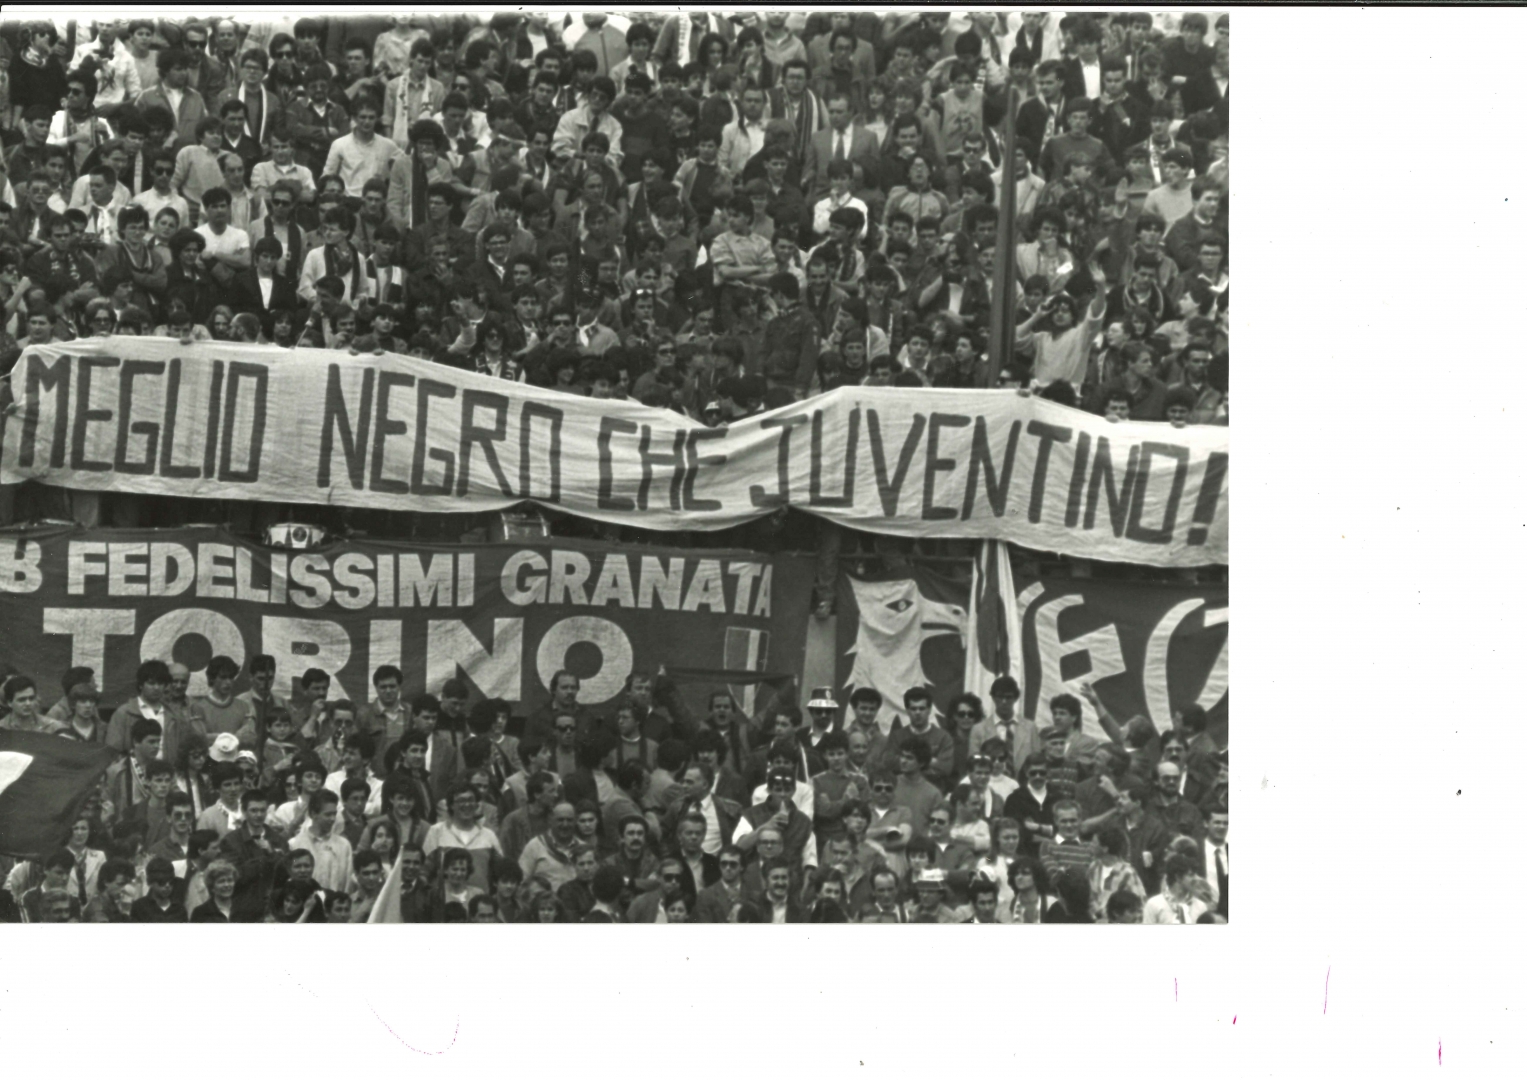 MEGLIO NEGRO CHE JUVENTINO!
B FEDELISSIMI GRANATA
TORINO